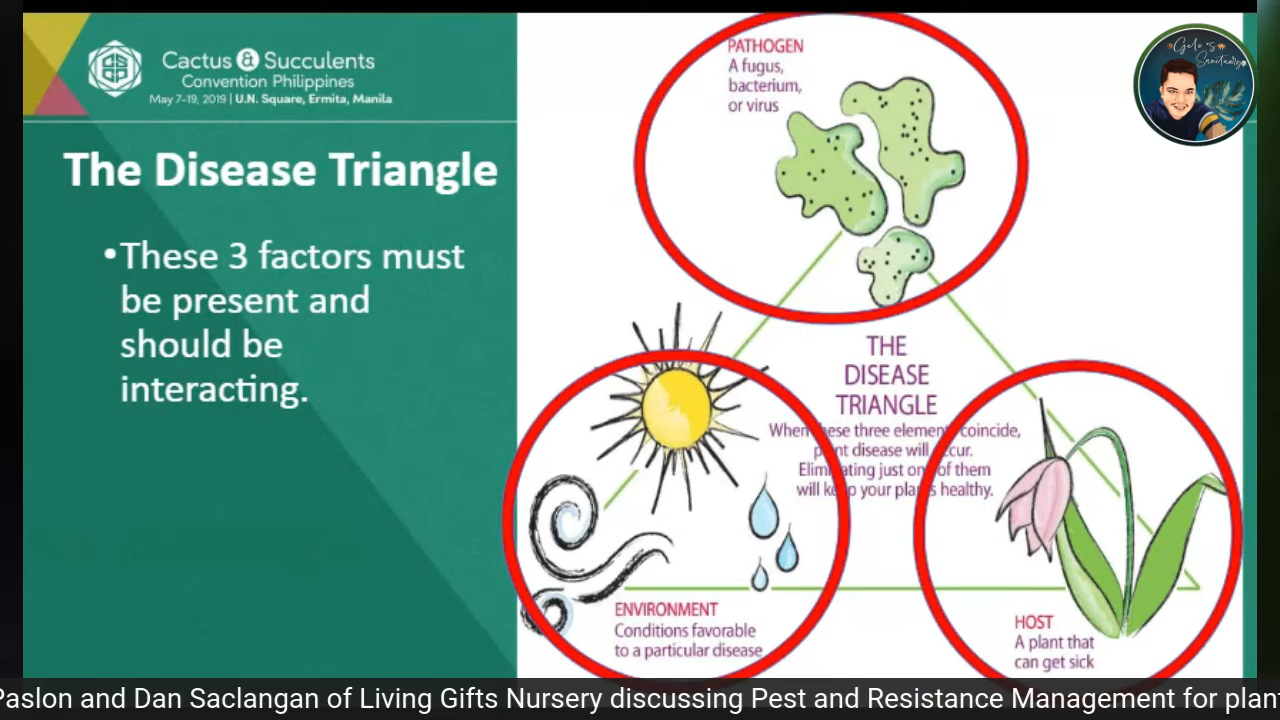 Cactus & Succulents
Convention Philippines
May 7-19, 2019 | U.N. Square, Ermita, Manila
The Disease Triangle
•These 3 factors must
be present and
should be
interacting.
PATHOGEN
A fugus,
bacterium,
or virus
THE
DISEASE
TRIANGLE
When these three elements coincide,
plant disease will occur.
Eliminating just one of them
will keep your plants healthy.
ENVIRONMENT
Conditions favorable
to a particular disease
HOST
A plant that
can get sick
Gelo's
Sanctuary
Paslon and Dan Saclangan of Living Gifts Nursery discussing Pest and Resistance Management for plant